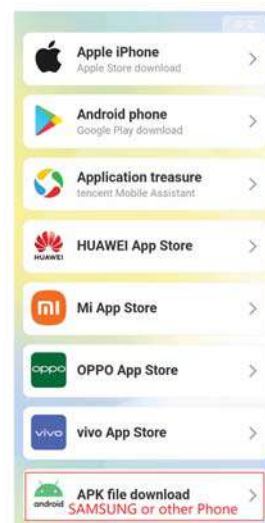 Apple iPhone
Apple Store download
Android phone
Google Play download
Application treasure
tencent Mobile Assistant
HUAWEI
HUAWEI App Store
Mi App Store
oppo
OPPO App Store
vivo
vivo App Store
android
APK file download
SAMSUNG or other Phone